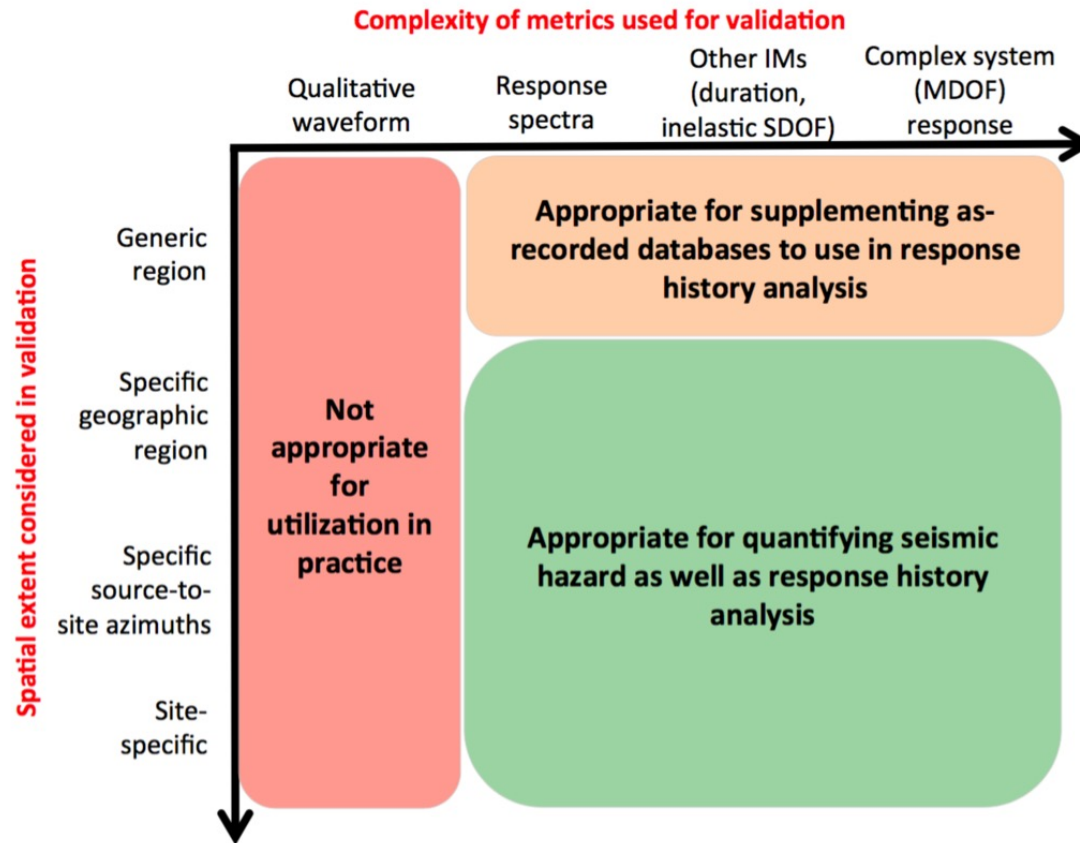 Complexity of metrics used for validation
Qualitative
waveform
Response
spectra
Other IMs
(duration,
inelastic SDOF)
Complex system
(MDOF)
response
Spatial extent considered in validation
Generic
region
Specific
geographic
region
Specific
source-to-
site azimuths
Site-
specific
Not
appropriate
for
utilization in
practice
Appropriate for supplementing as-
recorded databases to use in response
history analysis
Appropriate for quantifying seismic
hazard as well as response history
analysis